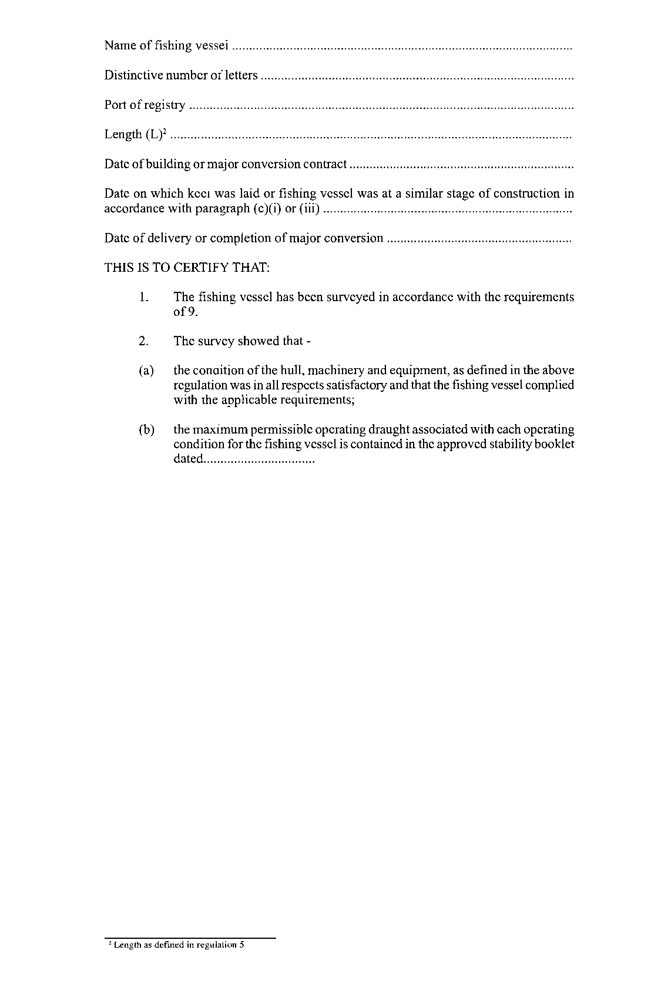 Name of fishing vessel ....................................................................................................
Distinctive number or letters ............................................................................................
Port of registry .................................................................................................................
Length (L)² ......................................................................................................................
Date of building or major conversion contract ..................................................................
Date on which keel was laid or fishing vessel was at a similar stage of construction in
accordance with paragraph (c)(i) or (iii) .........................................................................
Date of delivery or completion of major conversion ......................................................
THIS IS TO CERTIFY THAT:
1. The fishing vessel has been surveyed in accordance with the requirements
of 9.
2. The survey showed that -
(a) the condition of the hull, machinery and equipment, as defined in the above
regulation was in all respects satisfactory and that the fishing vessel complied
with the applicable requirements;
(b) the maximum permissible operating draught associated with each operating
condition for the fishing vessel is contained in the approved stability booklet
dated.................................
² Length as defined in regulation 5